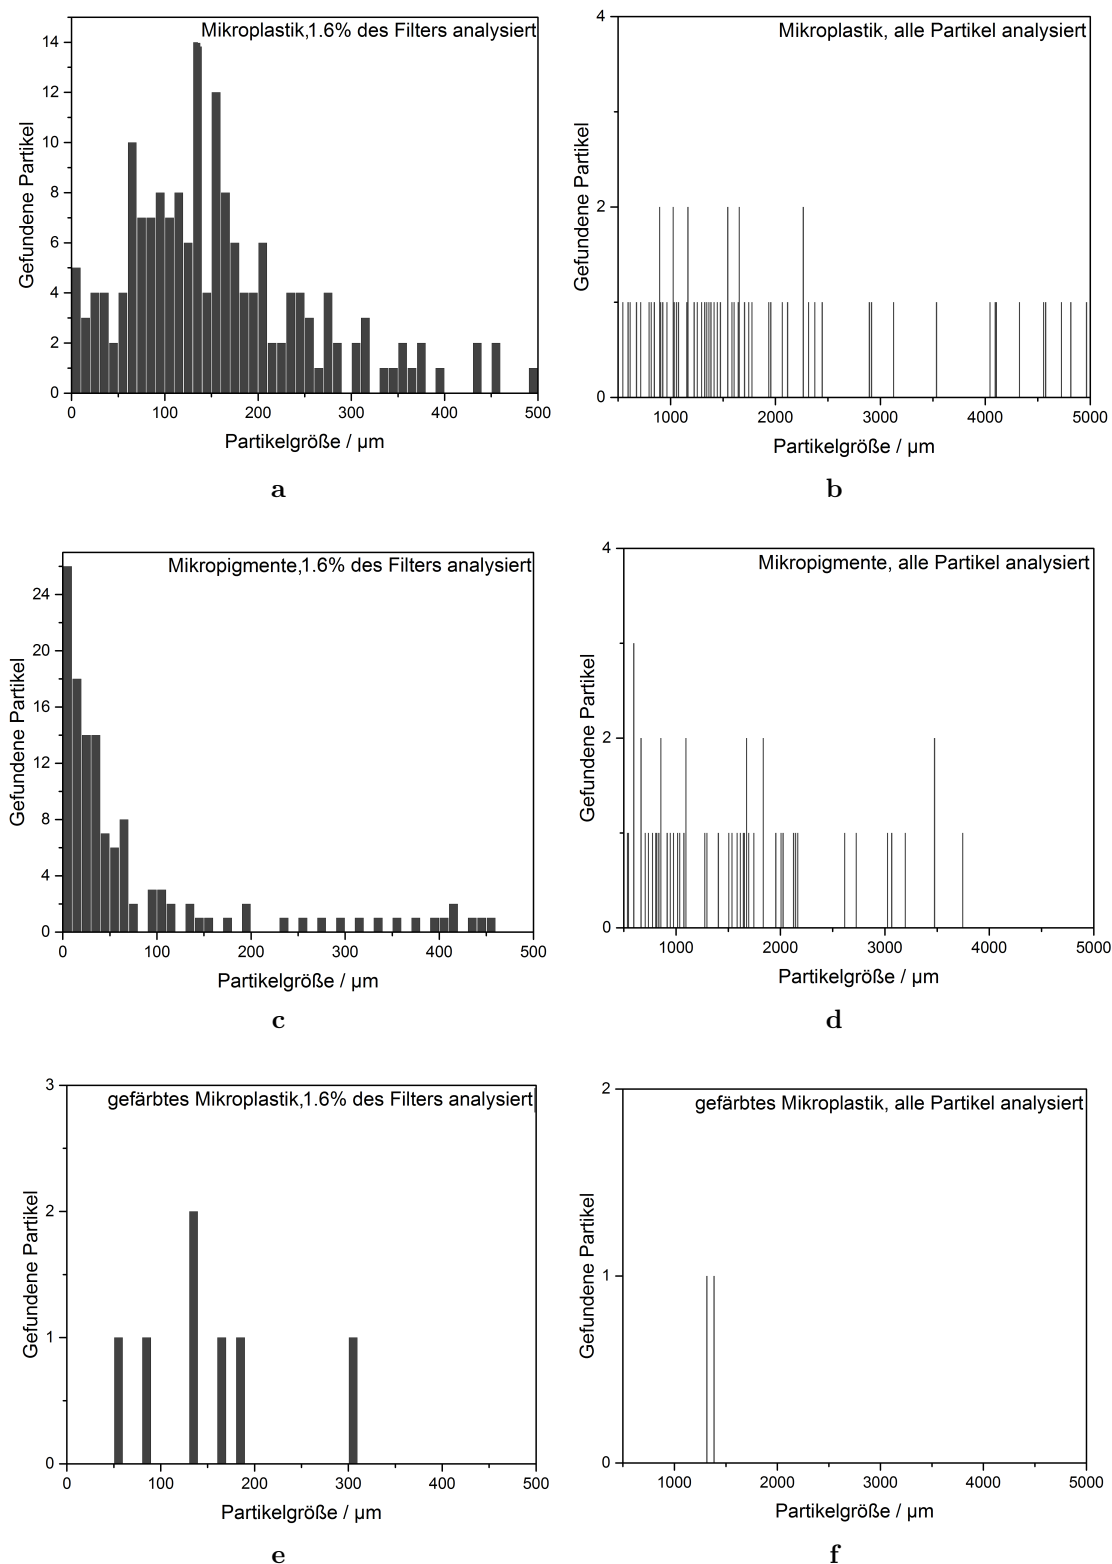 Mikroplastik,1.6% des Filters analysiert
14
12
10
8
6
4
2
0
0 100 200 300 400 500
Gefundene Partikel
Partikelgröße / µm
a
Mikroplastik, alle Partikel analysiert
4
2
0
1000 2000 3000 4000 5000
Gefundene Partikel
Partikelgröße / µm
b
Mikropigmente,1.6% des Filters analysiert
24
20
16
12
8
4
0
0 100 200 300 400 500
Gefundene Partikel
Partikelgröße / µm
c
Mikropigmente, alle Partikel analysiert
4
2
0
1000 2000 3000 4000 5000
Gefundene Partikel
Partikelgröße / µm
d
gefärbtes Mikroplastik,1.6% des Filters analysiert
3
2
1
0
0 100 200 300 400 500
Gefundene Partikel
Partikelgröße / µm
e
gefärbtes Mikroplastik, alle Partikel analysiert
2
1
0
1000 2000 3000 4000 5000
Gefundene Partikel
Partikelgröße / µm
f